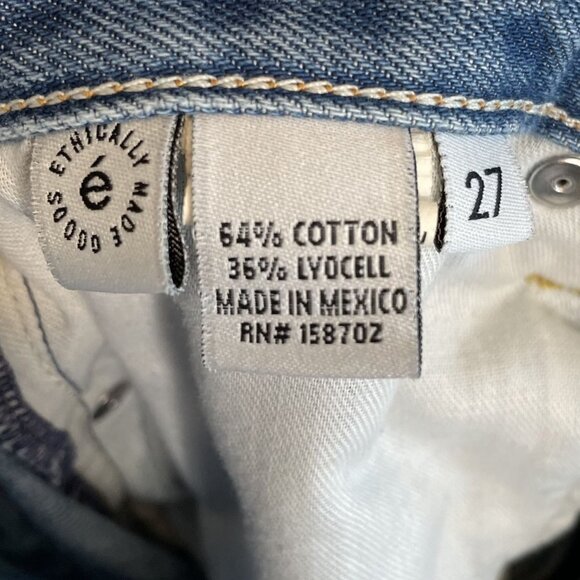 ETHICALLY MADE GOODS
é
64% COTTON
36% LYOCELL
MADE IN MEXICO
RN# 158702
27